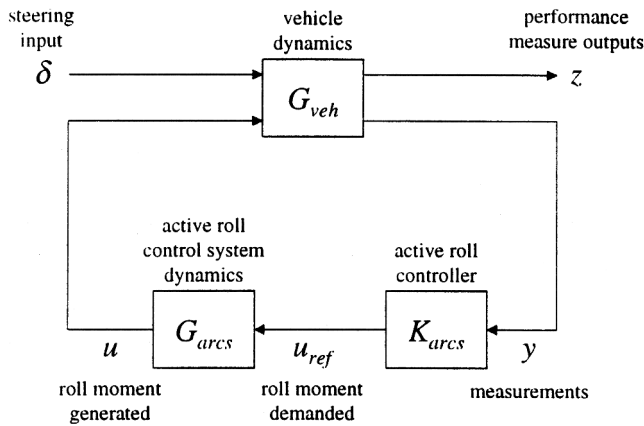 steering
input
δ
vehicle
dynamics
G_veh
performance
measure outputs
z
active roll
control system
dynamics
G_arcs
active roll
controller
K_arcs
u
roll moment
generated
u_ref
roll moment
demanded
y
measurements